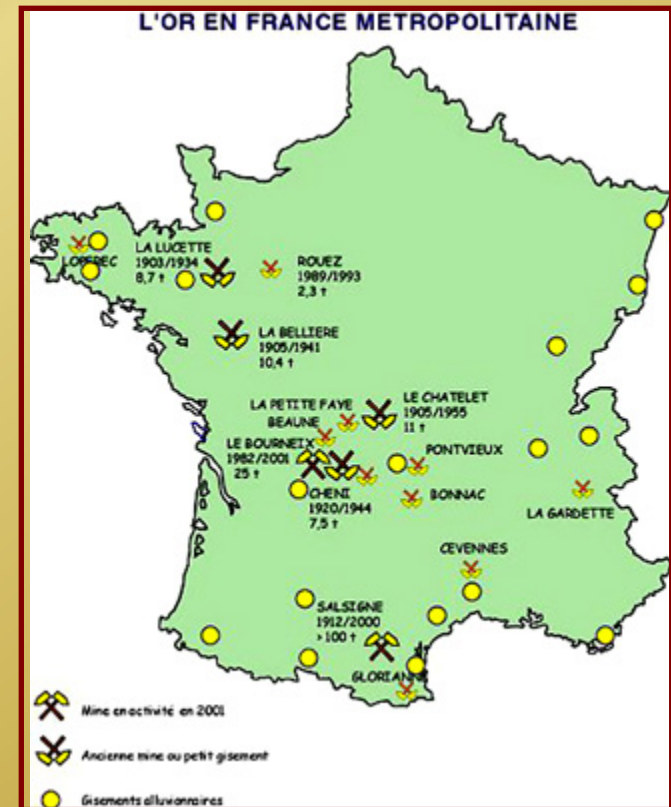 L'OR EN FRANCE METROPOLITAINE
LOPEREC
LA LUCETTE
1903/1934
8,7 t
ROUEZ
1989/1993
2,3 t
LA BELLIERE
1905/1941
10,4 t
LA PETITE FAYE
BEAUNE
LE CHATELET
1905/1955
11 t
LE BOURNEIX
1982/2001
25 t
PONTVIEUX
CHENI
1920/1944
7,5 t
BONNAC
LA GARDETTE
CEVENNES
SALSIGNE
1912/2000
>100 t
GLORIANNE
Mine en activité en 2001
Ancienne mine ou petit gisement
Gisements alluvionnaires